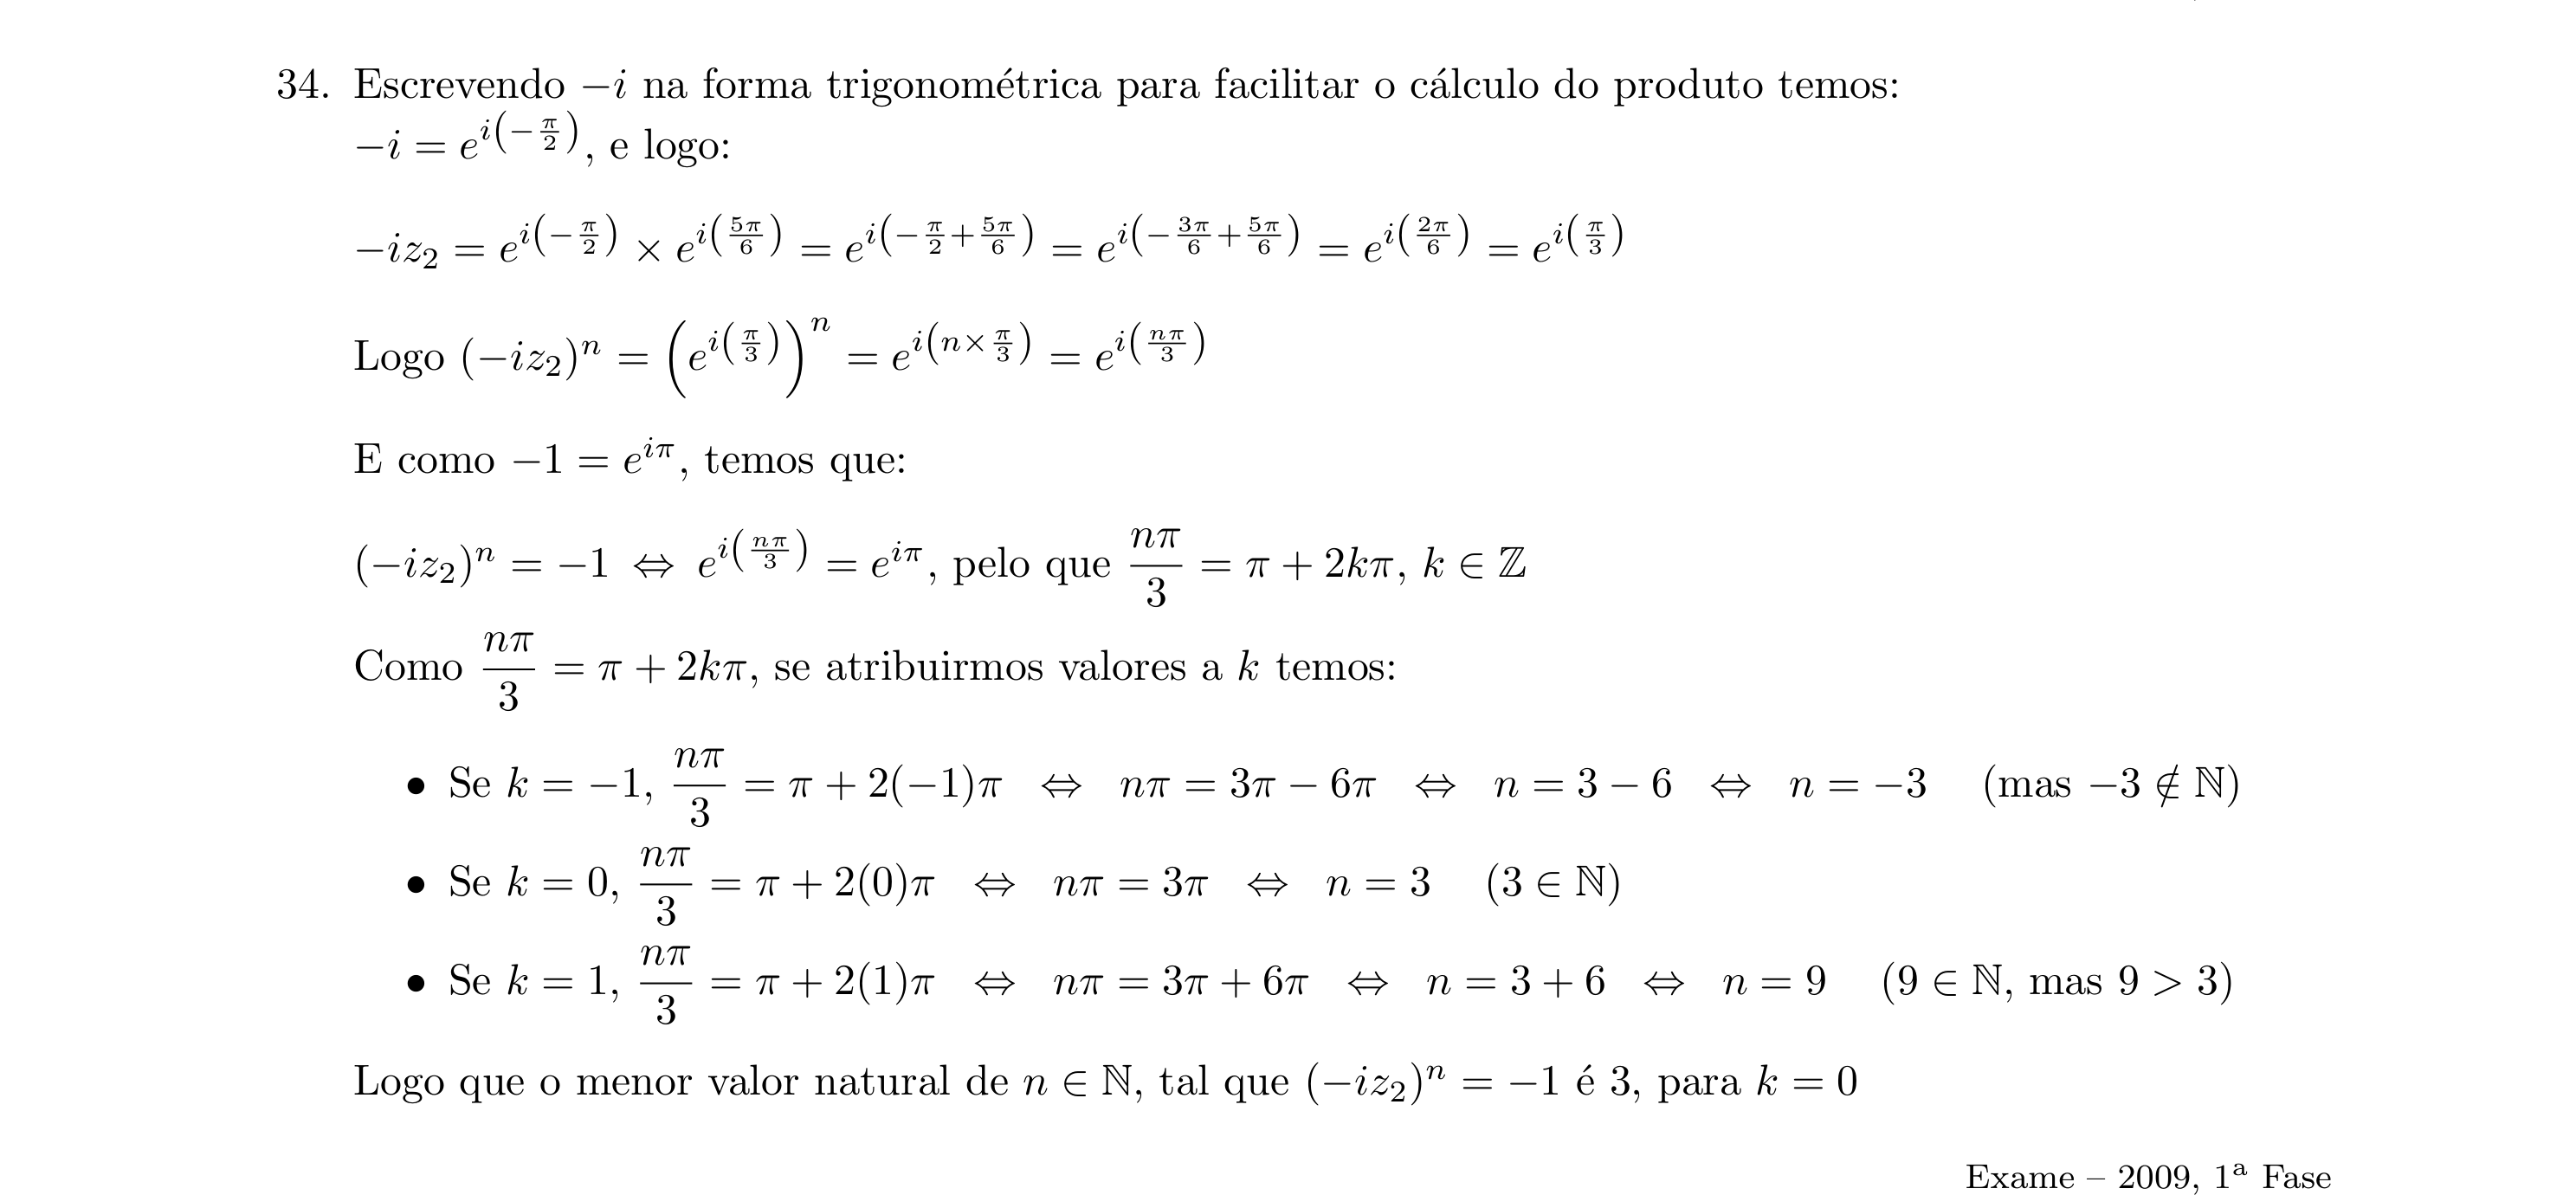 34. Escrevendo −i na forma trigonométrica para facilitar o cálculo do produto temos:
$-i = e^{i\left(-\frac{\pi}{2}\right)}$, e logo:
$-iz_2 = e^{i\left(-\frac{\pi}{2}\right)} \times e^{i\left(\frac{5\pi}{6}\right)} = e^{i\left(-\frac{\pi}{2}+\frac{5\pi}{6}\right)} = e^{i\left(-\frac{3\pi}{6}+\frac{5\pi}{6}\right)} = e^{i\left(\frac{2\pi}{6}\right)} = e^{i\left(\frac{\pi}{3}\right)}$
Logo $(-iz_2)^n = \left(e^{i\left(\frac{\pi}{3}\right)}\right)^n = e^{i\left(n\times\frac{\pi}{3}\right)} = e^{i\left(\frac{n\pi}{3}\right)}$
E como $-1 = e^{i\pi}$, temos que:
$(-iz_2)^n = -1 \Leftrightarrow e^{i\left(\frac{n\pi}{3}\right)} = e^{i\pi}$, pelo que $\frac{n\pi}{3} = \pi + 2k\pi, k \in \mathbb{Z}$
Como $\frac{n\pi}{3} = \pi + 2k\pi$, se atribuirmos valores a $k$ temos:
• Se $k = -1$, $\frac{n\pi}{3} = \pi + 2(-1)\pi \Leftrightarrow n\pi = 3\pi - 6\pi \Leftrightarrow n = 3 - 6 \Leftrightarrow n = -3$ (mas $-3 \notin \mathbb{N}$)
• Se $k = 0$, $\frac{n\pi}{3} = \pi + 2(0)\pi \Leftrightarrow n\pi = 3\pi \Leftrightarrow n = 3$ ($3 \in \mathbb{N}$)
• Se $k = 1$, $\frac{n\pi}{3} = \pi + 2(1)\pi \Leftrightarrow n\pi = 3\pi + 6\pi \Leftrightarrow n = 3 + 6 \Leftrightarrow n = 9$ ($9 \in \mathbb{N}$, mas $9 > 3$)
Logo que o menor valor natural de $n \in \mathbb{N}$, tal que $(-iz_2)^n = -1$ é 3, para $k = 0$
Exame – 2009, 1ª Fase